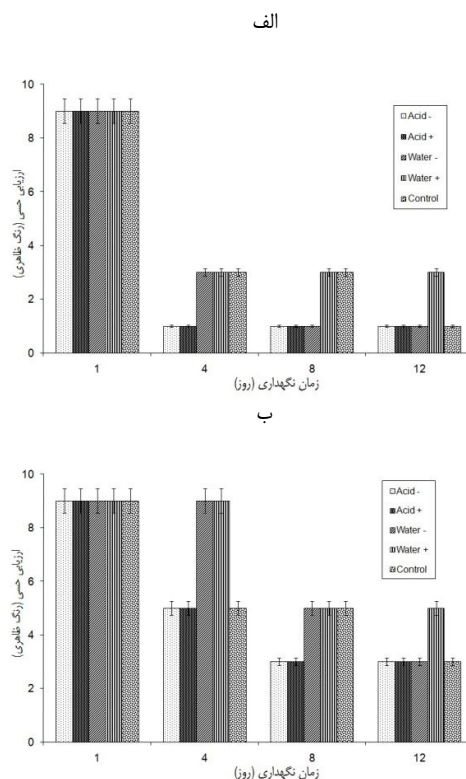 الف
10
8
6
4
2
0
ارزیابی حسی (رنگ ظاهری)
Acid -
Acid +
Water -
Water +
Control
1 4 8 12
زمان نگهداری (روز)
ب
10
8
6
4
2
0
ارزیابی حسی (رنگ ظاهری)
Acid -
Acid +
Water -
Water +
Control
1 4 8 12
زمان نگهداری (روز)